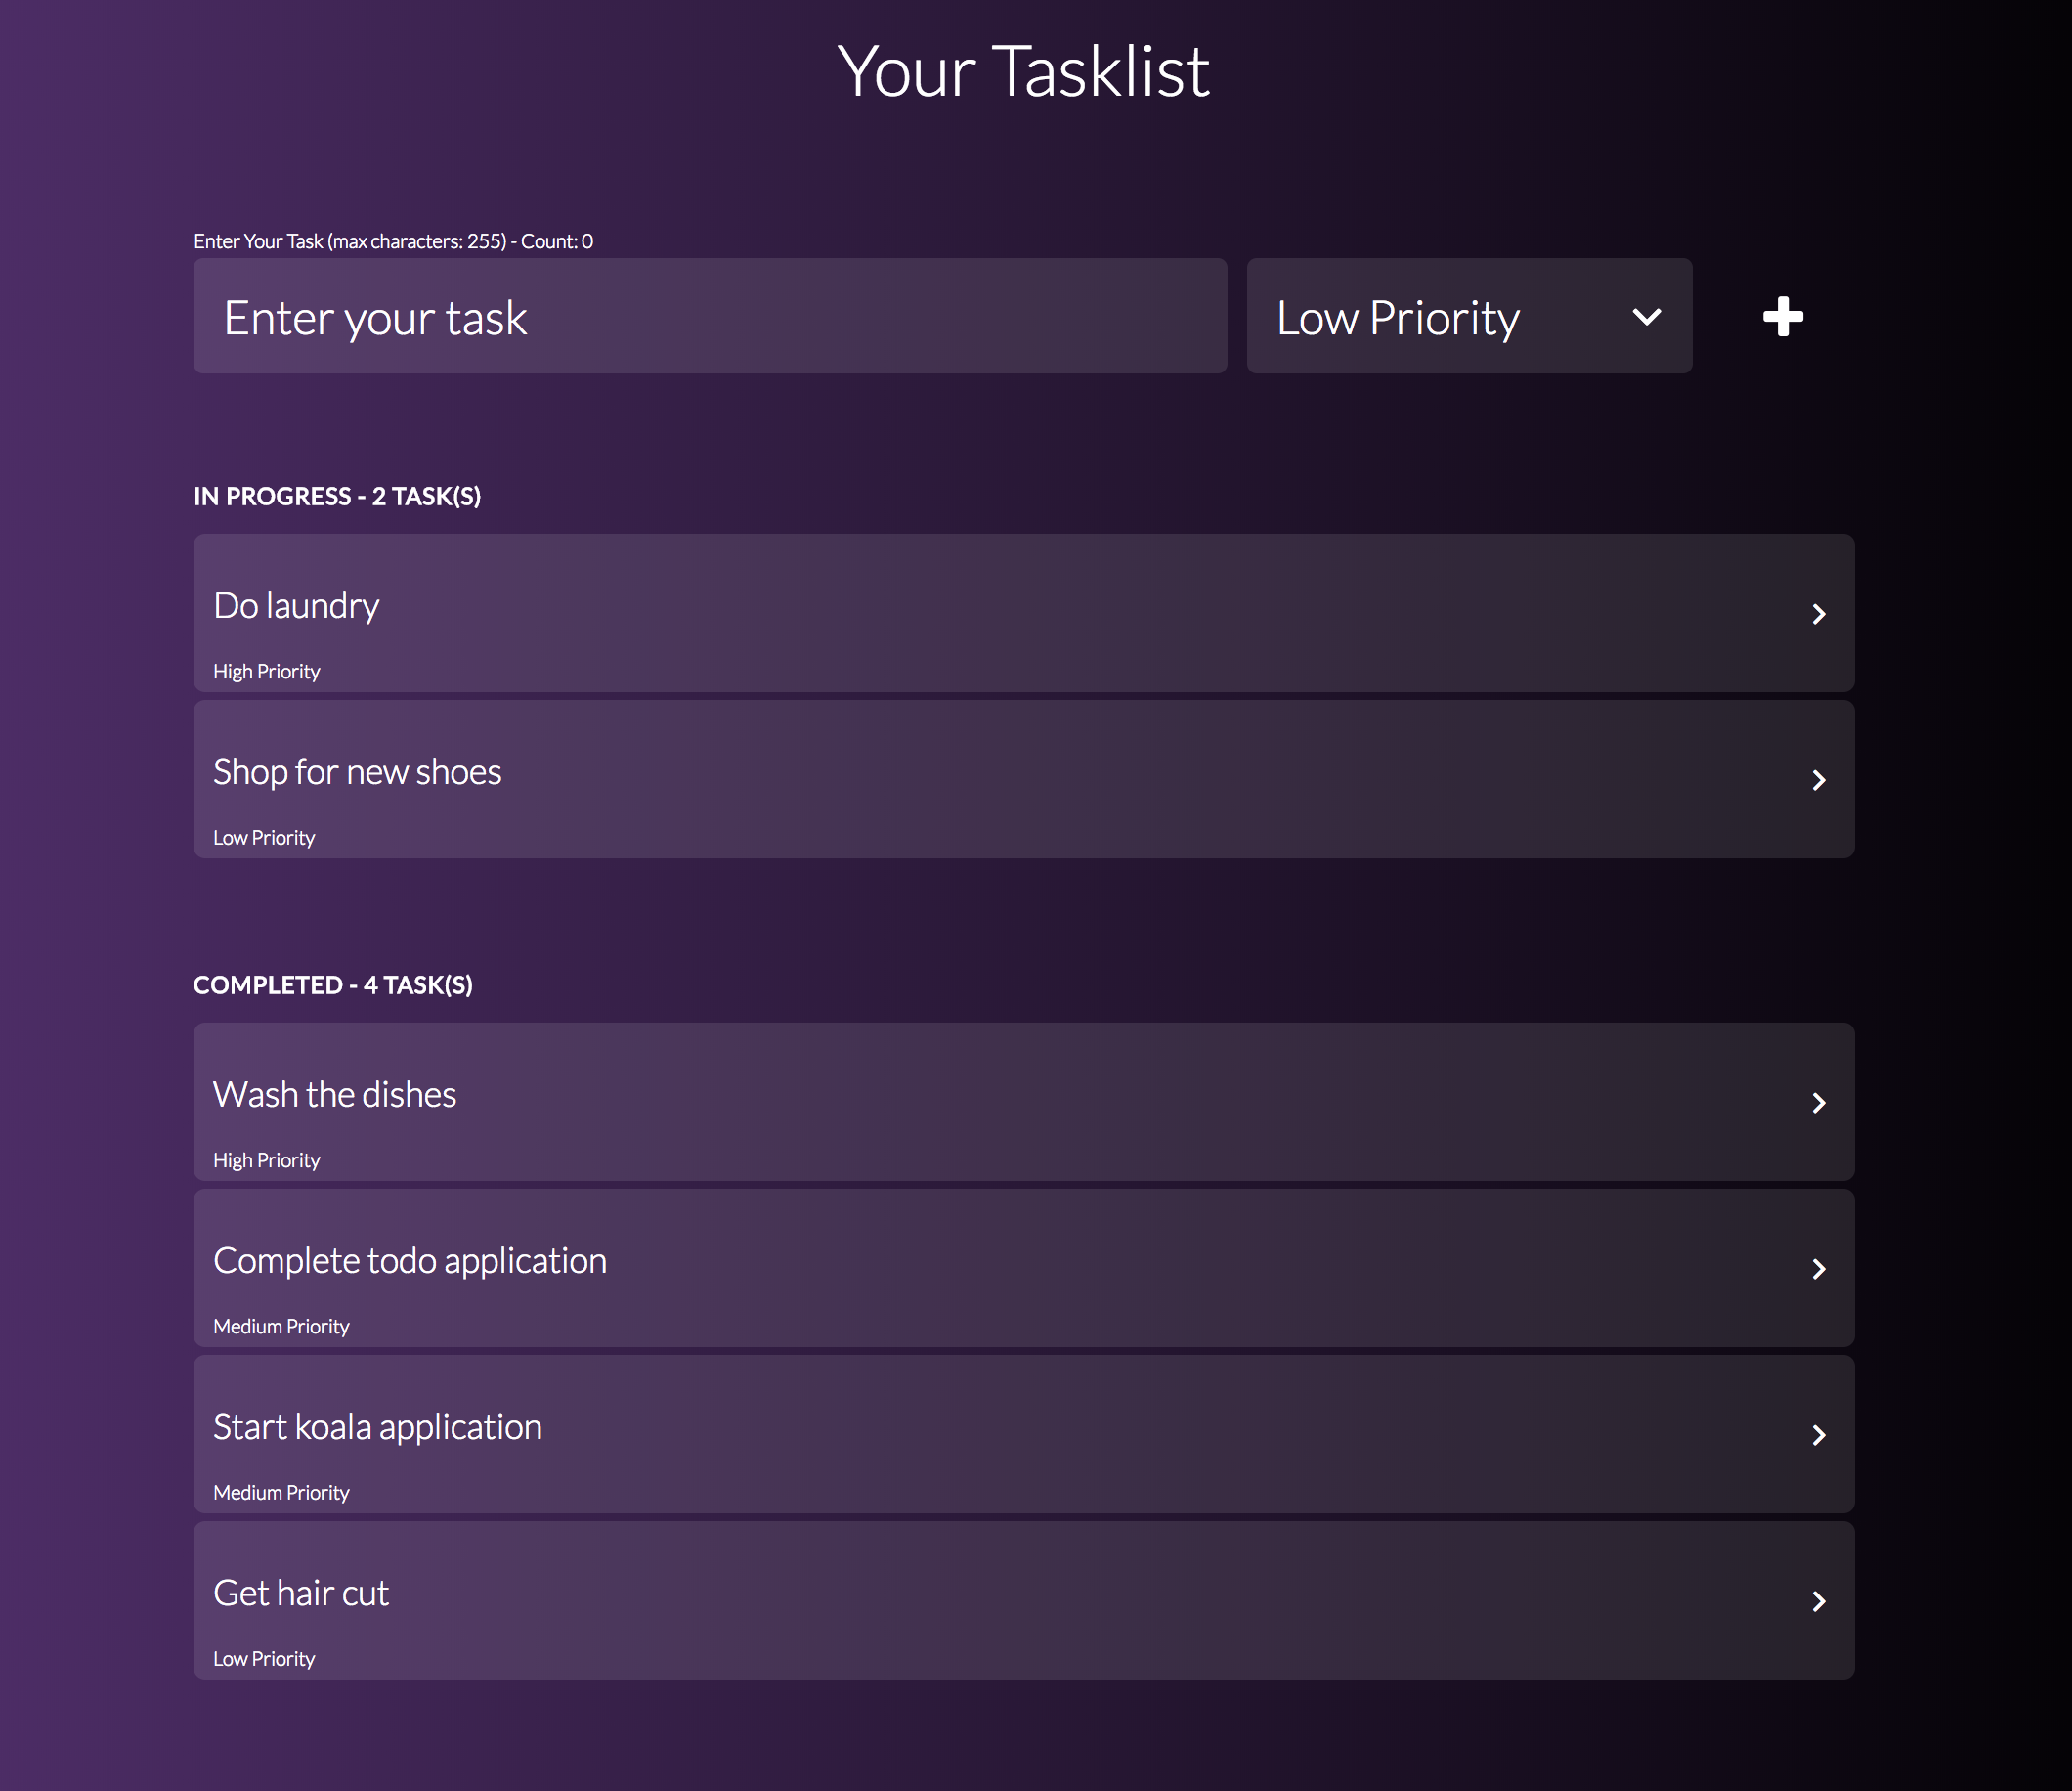 Your Tasklist
Enter Your Task (max characters: 255) - Count: 0
Enter your task
Low Priority
IN PROGRESS - 2 TASK(S)
Do laundry
High Priority
Shop for new shoes
Low Priority
COMPLETED - 4 TASK(S)
Wash the dishes
High Priority
Complete todo application
Medium Priority
Start koala application
Medium Priority
Get hair cut
Low Priority